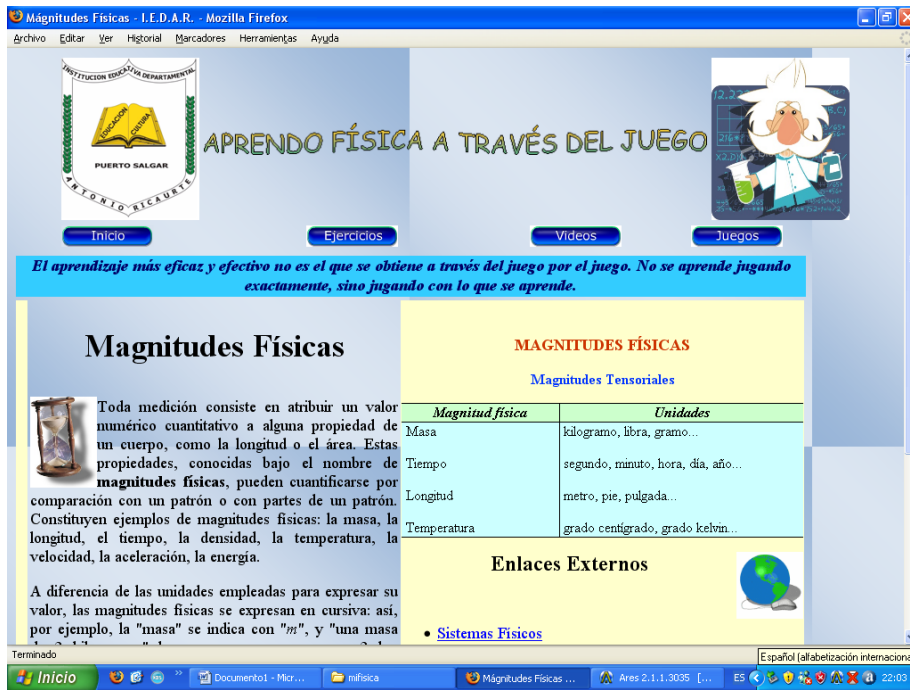 Mágnitudes Físicas - I.E.D.A.R. - Mozilla Firefox
Archivo Editar Ver Historial Marcadores Herramientas Ayuda
INSTITUCION EDUCATIVA DEPARTAMENTAL
EDUCACION CULTURA
PUERTO SALGAR
ANTONIO RICAURTE
APRENDO FÍSICA A TRAVÉS DEL JUEGO
Inicio Ejercicios Videos Juegos
El aprendizaje más eficaz y efectivo no es el que se obtiene a través del juego por el juego. No se aprende jugando
exactamente, sino jugando con lo que se aprende.
Magnitudes Físicas
Toda medición consiste en atribuir un valor
numérico cuantitativo a alguna propiedad de
un cuerpo, como la longitud o el área. Estas
propiedades, conocidas bajo el nombre de
magnitudes físicas, pueden cuantificarse por
comparación con un patrón o con partes de un patrón.
Constituyen ejemplos de magnitudes físicas: la masa, la
longitud, el tiempo, la densidad, la temperatura, la
velocidad, la aceleración, la energía.
A diferencia de las unidades empleadas para expresar su
valor, las magnitudes físicas se expresan en cursiva: así,
por ejemplo, la "masa" se indica con "m", y "una masa
MAGNITUDES FÍSICAS
Magnitudes Tensoriales
Magnitud física Unidades
Masa kilogramo, libra, gramo...
Tiempo segundo, minuto, hora, día, año...
Longitud metro, pie, pulgada...
Temperatura grado centígrado, grado kelvin...
Enlaces Externos
Sistemas Físicos
Terminado
Español (alfabetización internaciona
Inicio Documento1 - Micr... mifisica Mágnitudes Físicas ... Ares 2.1.1.3035 [... ES 22:03